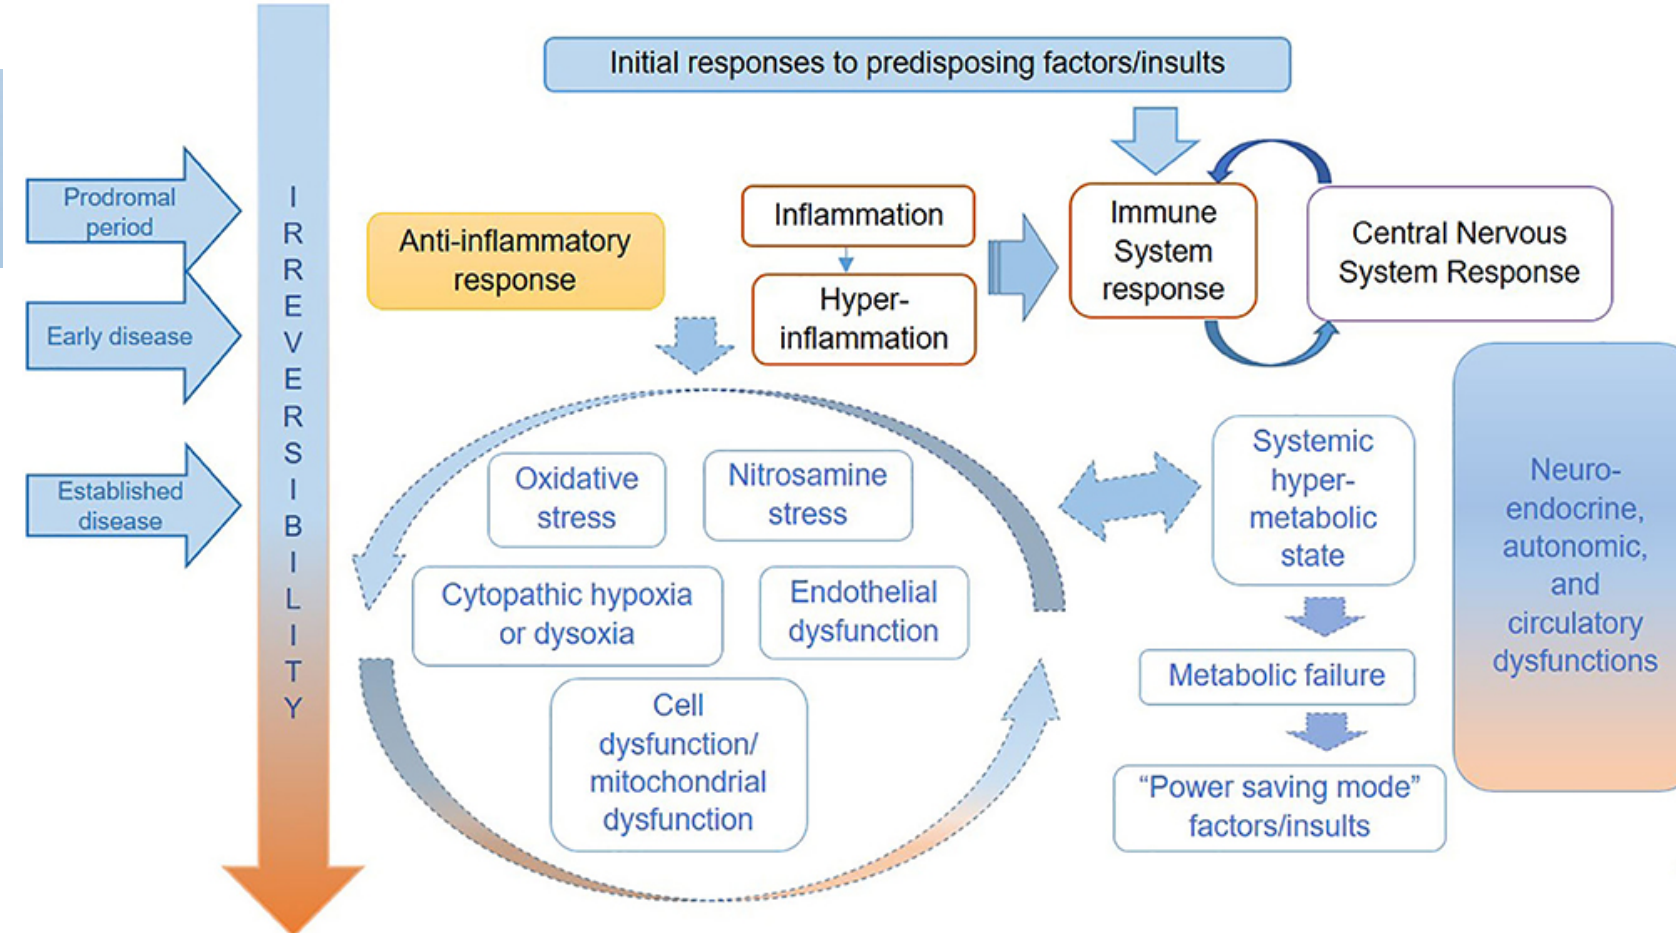 Initial responses to predisposing factors/insults
Prodromal
period
Early disease
Established
disease
I
R
R
E
V
E
R
S
I
B
I
L
I
T
Y
Anti-inflammatory
response
Inflammation
Hyper-
inflammation
Immune
System
response
Central Nervous
System Response
Oxidative
stress
Nitrosamine
stress
Cytopathic hypoxia
or dysoxia
Endothelial
dysfunction
Cell
dysfunction/
mitochondrial
dysfunction
Systemic
hyper-
metabolic
state
Metabolic failure
“Power saving mode”
factors/insults
Neuro-
endocrine,
autonomic,
and
circulatory
dysfunctions